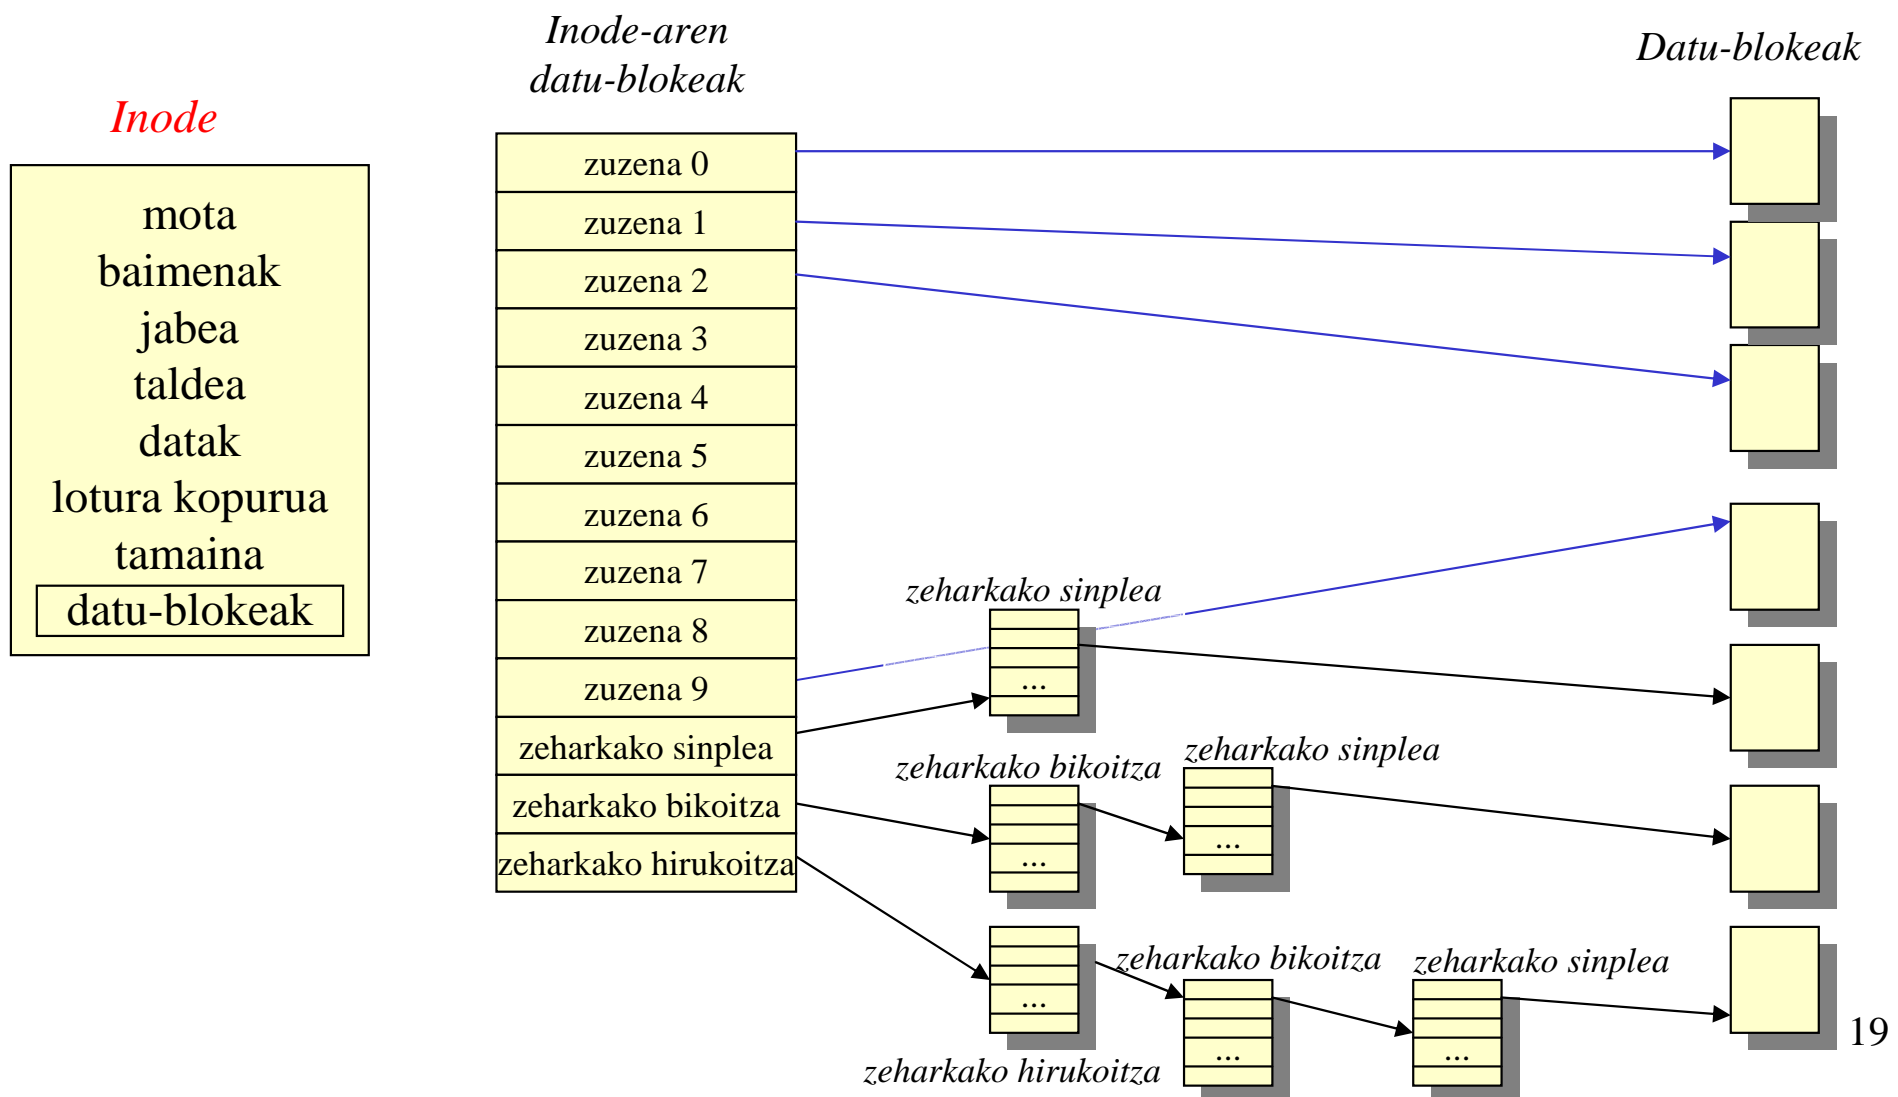 Inode
mota
baimenak
jabea
taldea
datak
lotura kopurua
tamaina
datu-blokeak
Inode-aren
datu-blokeak
zuzena 0
zuzena 1
zuzena 2
zuzena 3
zuzena 4
zuzena 5
zuzena 6
zuzena 7
zuzena 8
zuzena 9
zeharkako sinplea
zeharkako bikoitza
zeharkako hirukoitza
zeharkako sinplea
...
zeharkako bikoitza
...
zeharkako sinplea
...
...
zeharkako hirukoitza
zeharkako bikoitza
...
zeharkako sinplea
...
Datu-blokeak
19